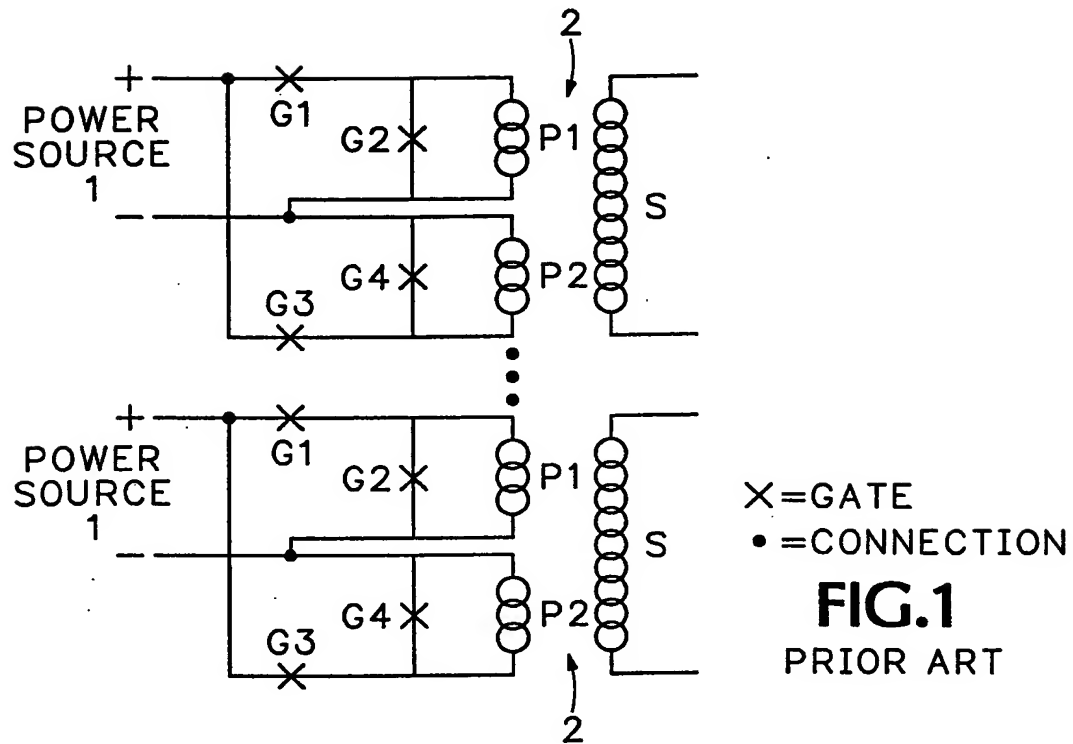 2
+
G1
POWER
SOURCE
1
G2
P1
S
−
G4
P2
G3
+
G1
POWER
SOURCE
1
G2
P1
S
−
G4
P2
G3
2
X=GATE
• =CONNECTION
FIG.1
PRIOR ART